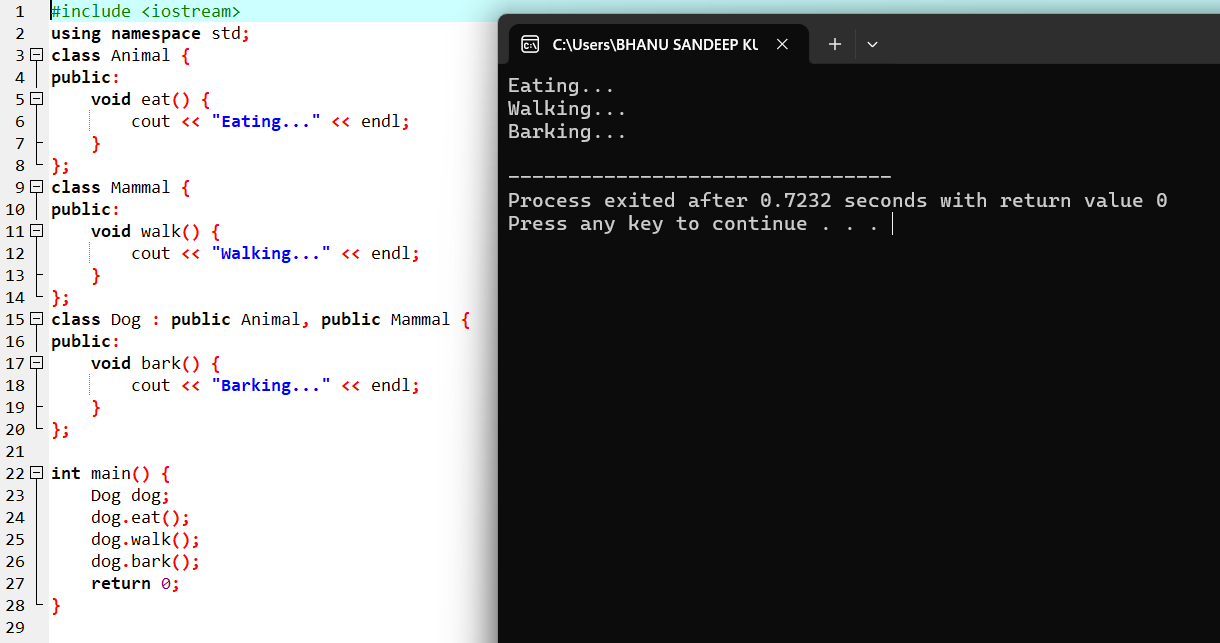 1 #include <iostream>
2 using namespace std;
3 class Animal {
4 public:
5     void eat() {
6         cout << "Eating..." << endl;
7     }
8 };
9 class Mammal {
10 public:
11     void walk() {
12         cout << "Walking..." << endl;
13     }
14 };
15 class Dog : public Animal, public Mammal {
16 public:
17     void bark() {
18         cout << "Barking..." << endl;
19     }
20 };
21
22 int main() {
23     Dog dog;
24     dog.eat();
25     dog.walk();
26     dog.bark();
27     return 0;
28 }
29
C:\Users\BHANU SANDEEP
Eating...
Walking...
Barking...
--------------------------------
Process exited after 0.7232 seconds with return value 0
Press any key to continue . . .